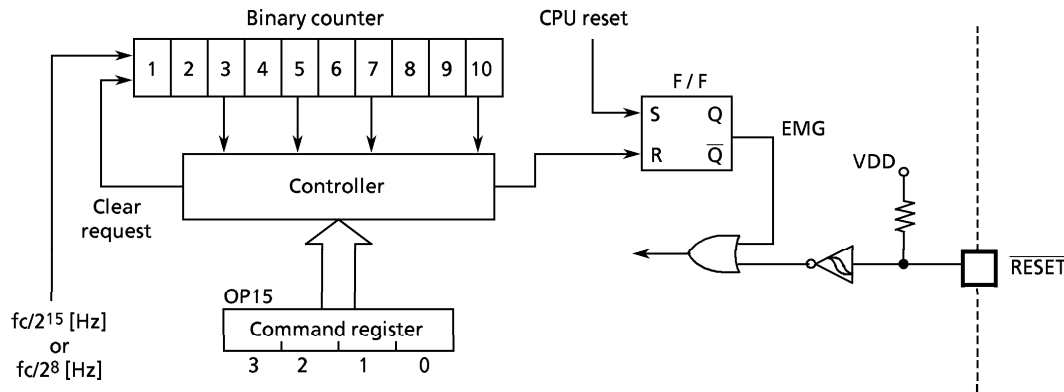 Binary counter
CPU reset
1 2 3 4 5 6 7 8 9 10
F / F
S Q
EMG
R Q̅
VDD
Controller
Clear
request
R̅E̅S̅E̅T̅
OP15
fc/2¹⁵ [Hz]
or
fc/2⁸ [Hz]
Command register
3 2 1 0